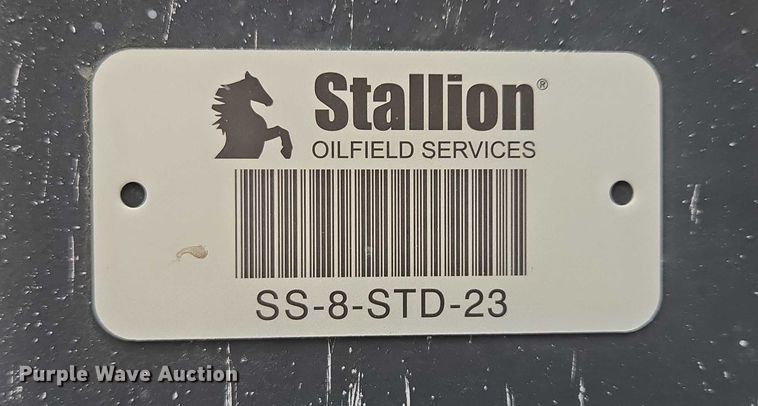 Stallion®
OILFIELD SERVICES
SS-8-STD-23
Purple Wave Auction